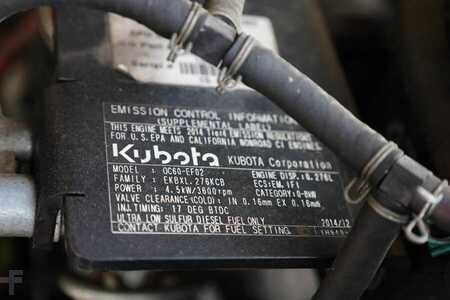 EMISSION CONTROL INFORMATION
(SUPPLEMENTAL LABEL)
THIS ENGINE MEETS 2014 Tier4 EMISSION REGULATIONS
FOR U.S. EPA AND CALIFORNIA NONROAD CI ENGINES.
Kubota KUBOTA Corporation
APPLICATION : OC60-EF02 ENGINE DISP.:0.276L
FAMILY : EKBXL.276KCB ECS:EM,IFI
POWER : 4.5kW/3600rpm CATEGORY:0-8kW
VALVE CLEARANCE(COLD): IN 0.16mm EX 0.16mm
INJ.TIMING: 17 DEG BTDC
ULTRA LOW SULFUR DIESEL FUEL ONLY 2014/12
CONTACT KUBOTA FOR FUEL SETTING.
F